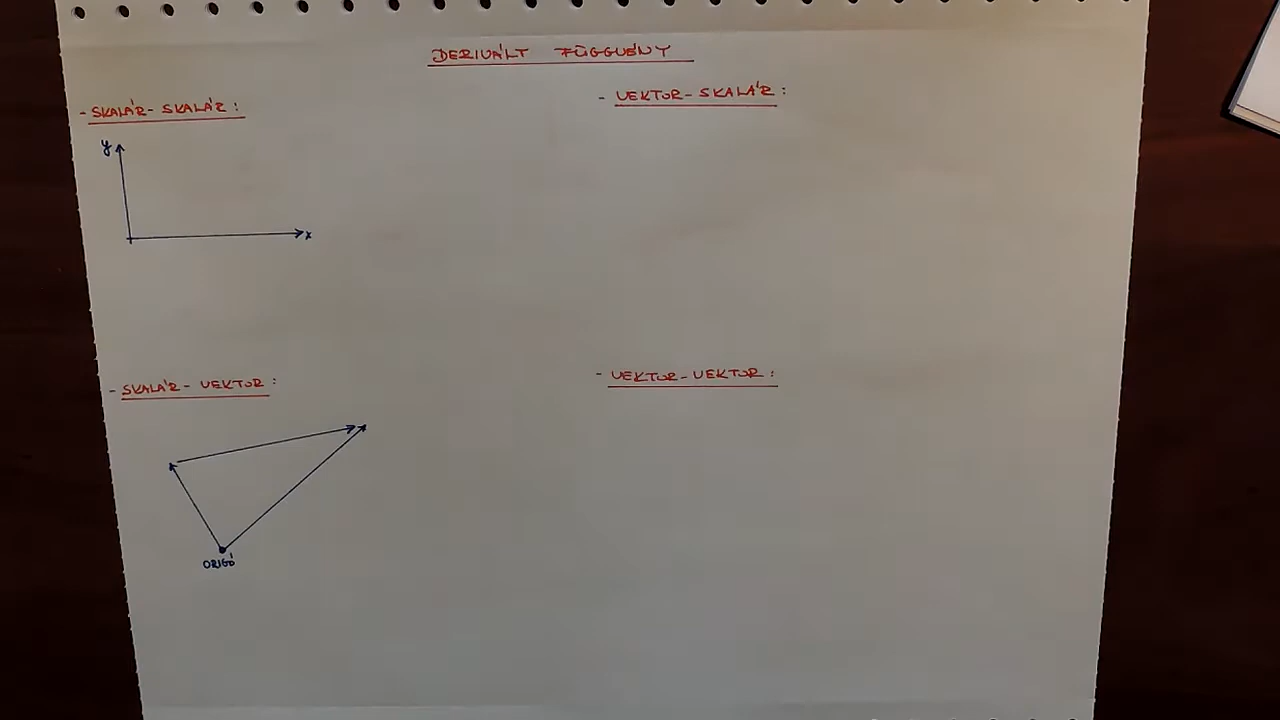 DERIVÁLT FÜGGVÉNY
- SKALÁR - SKALÁR :
y
x
- VEKTOR - SKALÁR :
- SKALÁR - VEKTOR :
ORIGÓ
- VEKTOR - VEKTOR :